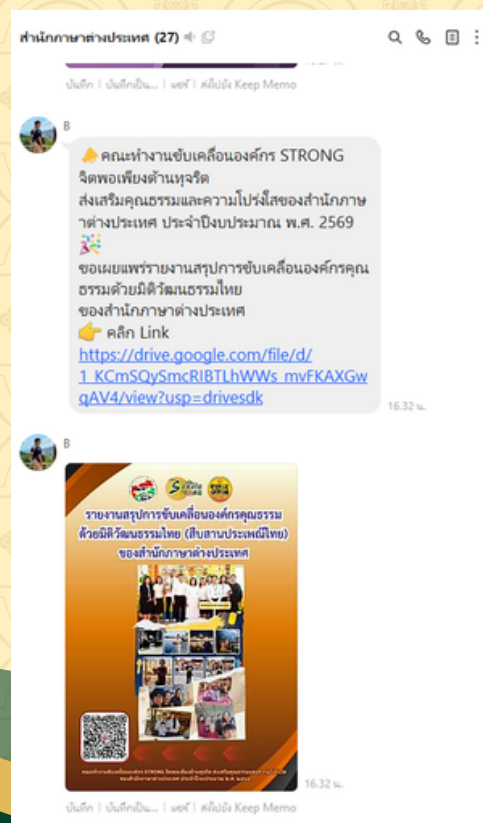 สำนักภาษาต่างประเทศ (27)
บันทึก | บันทึกเป็น... | แชร์ | ส่งไปยัง Keep Memo
B
คณะทำงานขับเคลื่อนองค์กร STRONG
จิตพอเพียงต้านทุจริต
ส่งเสริมคุณธรรมและความโปร่งใสของสำนักภาษ
าต่างประเทศ ประจำปีงบประมาณ พ.ศ. 2569
ขอเผยแพร่รายงานสรุปการขับเคลื่อนองค์กรคุณ
ธรรมด้วยมิติวัฒนธรรมไทย
ของสำนักภาษาต่างประเทศ
คลิก Link
https://drive.google.com/file/d/
1_KCmSQySmcRIBTLhWWs_mvFKAXGw
qAV4/view?usp=drivesdk
16.32 น.
B
รายงานสรุปการขับเคลื่อนองค์กรคุณธรรม
ด้วยมิติวัฒนธรรมไทย (สืบสานประเพณีไทย)
ของสำนักภาษาต่างประเทศ
16.32 น.
บันทึก | บันทึกเป็น... | แชร์ | ส่งไปยัง Keep Memo